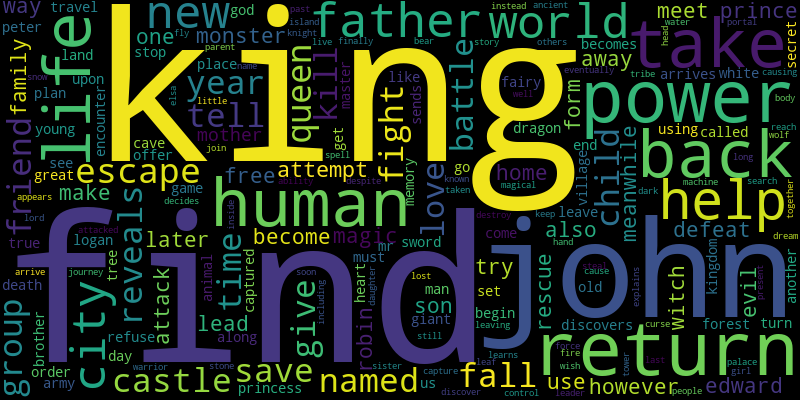 king
find
john
life
new
father
world
take
power
back
help
return
human
city
castle
escape
battle
fight
queen
kill
year
tell
monster
way
travel
god
peter
land
stop
one
place
meet
prince
away
becomes
arrives
white
causing
secret
island
knight
past
ancient
instead
fly
live
finally
bear
story
others
eventually
parent
name
snow
elsa
little
join
family
plan
upon
young
encounter
friend
see
great
cave
offer
mother
like
sends
master
get
spell
fairy
well
dragon
form
tribe
portal
head
water
body
reach
wolf
using
called
end
village
child
meanwhile
home
known
magical
taken
go
love
memory
despite
ability
attempt
free
game
decides
make
appears
true
lord
attacked
logan
later
reveals
death
arrive
journey
tree
group
brother
order
army
day
refuse
attack
warrior
time
animal
inside
captured
become
magic
mr
must
sword
come
also
leave
keep
hand
defeat
dark
machine
search
long
together
dream
another
evil
witch
kingdom
steal
present
explains
cause
old
rescue
try
set
begin
destroy
lost
man
son
giant
still
heart
daughter
soon
including
give
lead
along
robin
save
princess
stone
named
us
sister
capture
discover
fall
leaf
learns
leaving
control
use
force
fire
wish
discovers
forest
curse
turn
last
palace
girl
tower
however
people
leader
edward